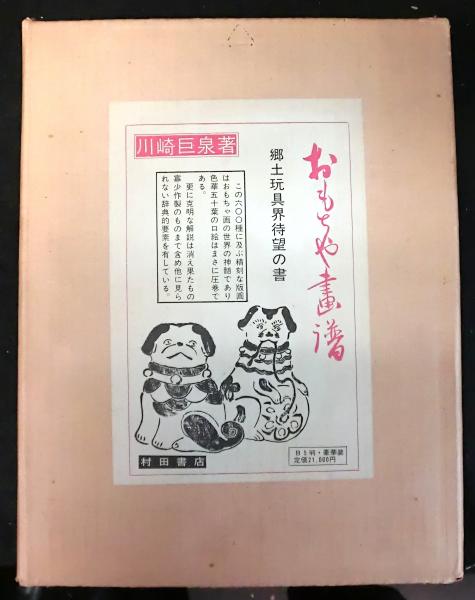 おもちや畫譜
郷土玩具界待望の書
川崎巨泉著
この六〇〇種に及ぶ精刻な版画
はおもちゃ画の世界の神髄であり
色華五十葉の口絵はまさに圧巻で
ある。
更に克明な解説は消え果たもの
寡少作製のものまで含め他に見ら
れない辞典的要素を有している。
村田書店
B5判・豪華装
定価21,000円